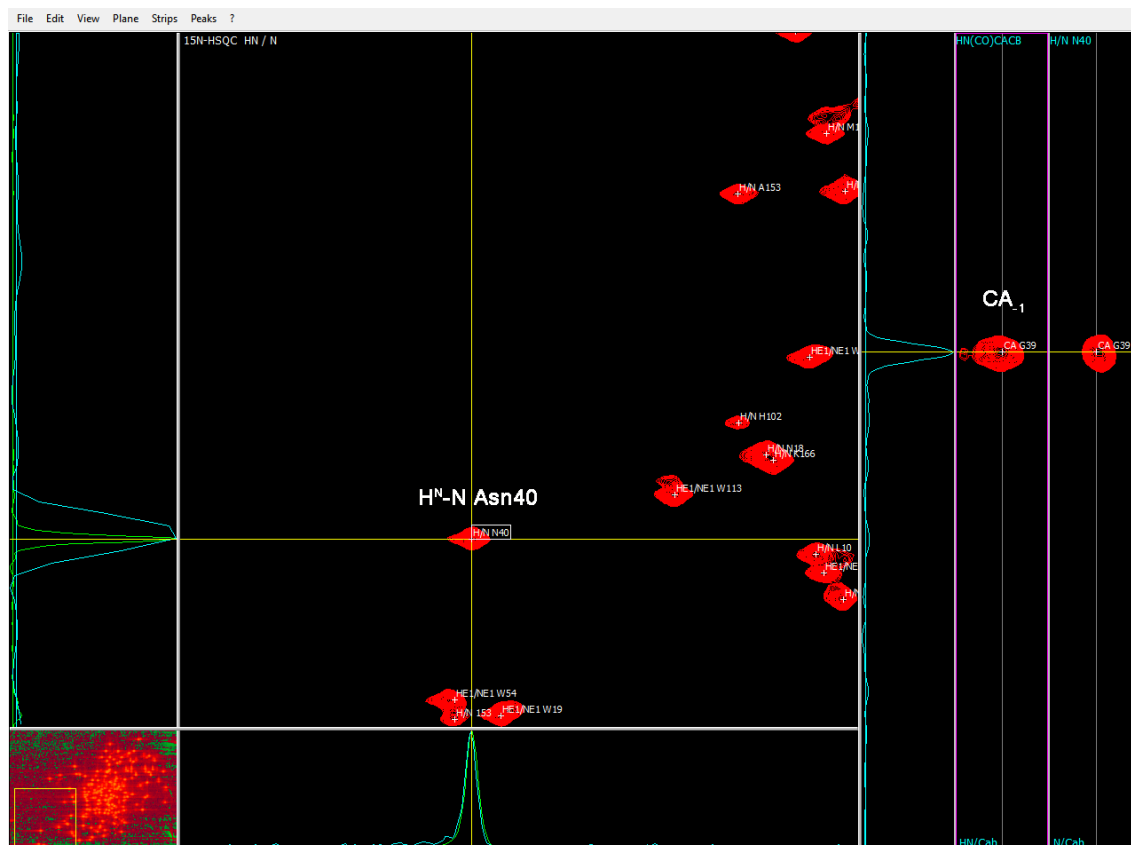 File Edit View Plane Strips Peaks ?
15N-HSQC HN / N
HN(CO)CACB
H/N N40
H/N M1
H/N A153
H/
CA-1
CA G39
CA G39
HE1/NE1 W
H/N H102
H/N N18
H/N K166
HE1/NE1 W113
Hᴺ-N Asn40
H/N N40
H/N L10
HE1/NE
H/N
HE1/NE1 W54
H/N 153
HE1/NE1 W19
HN/Cab
N/Cab